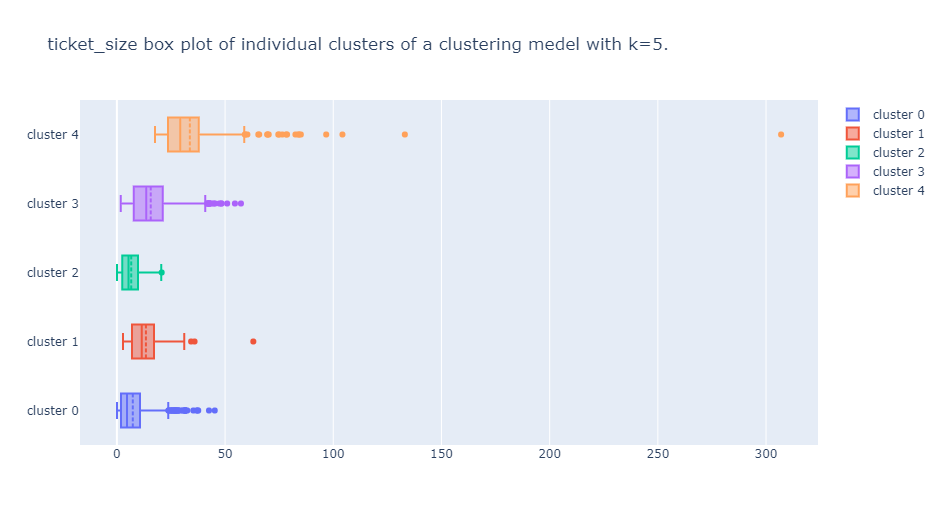 ticket_size box plot of individual clusters of a clustering medel with k=5.
cluster 4
cluster 3
cluster 2
cluster 1
cluster 0
0 50 100 150 200 250 300
cluster 0
cluster 1
cluster 2
cluster 3
cluster 4